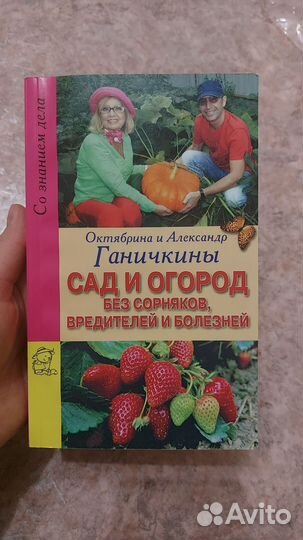 Со знанием дела
Октябрина и Александр
Ганичкины
САД И ОГОРОД
БЕЗ СОРНЯКОВ,
ВРЕДИТЕЛЕЙ И БОЛЕЗНЕЙ
Avito